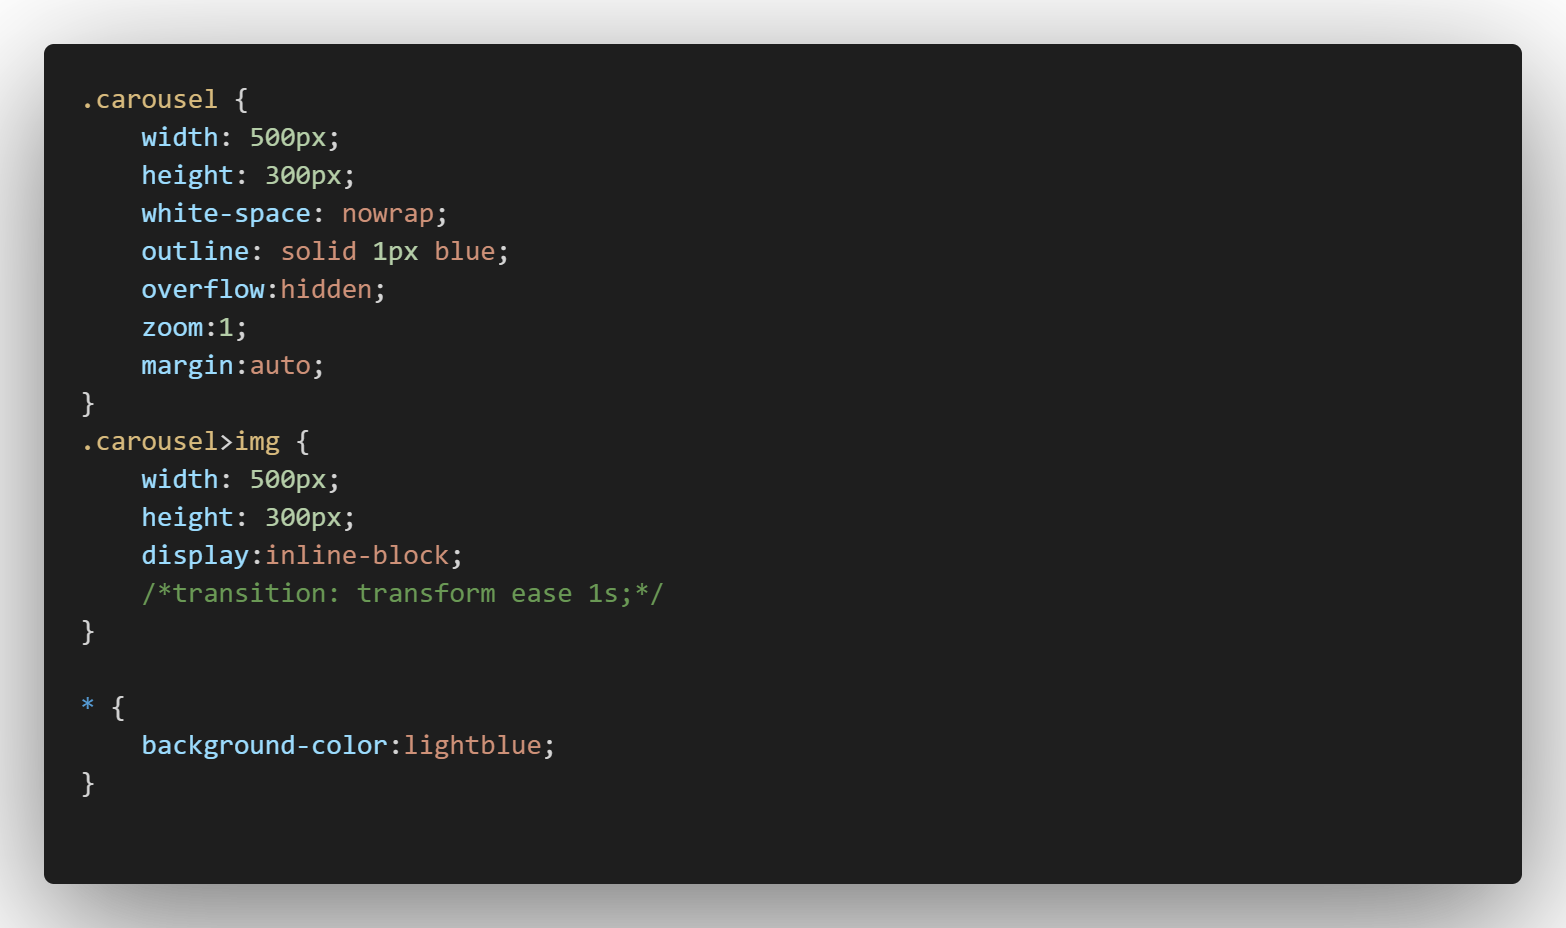 .carousel {
    width: 500px;
    height: 300px;
    white-space: nowrap;
    outline: solid 1px blue;
    overflow:hidden;
    zoom:1;
    margin:auto;
}
.carousel>img {
    width: 500px;
    height: 300px;
    display:inline-block;
    /*transition: transform ease 1s;*/
}

* {
    background-color:lightblue;
}